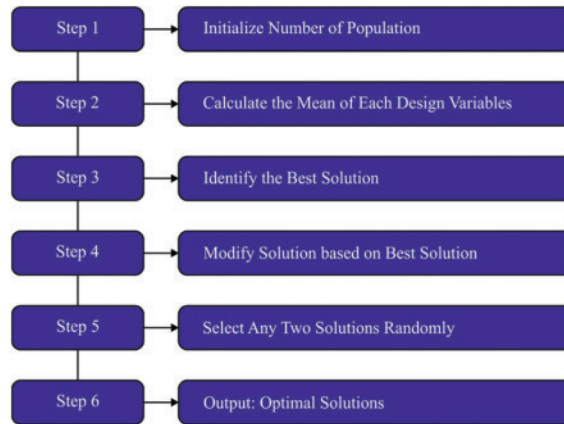 Step 1
Initialize Number of Population
Step 2
Calculate the Mean of Each Design Variables
Step 3
Identify the Best Solution
Step 4
Modify Solution based on Best Solution
Step 5
Select Any Two Solutions Randomly
Step 6
Output: Optimal Solutions